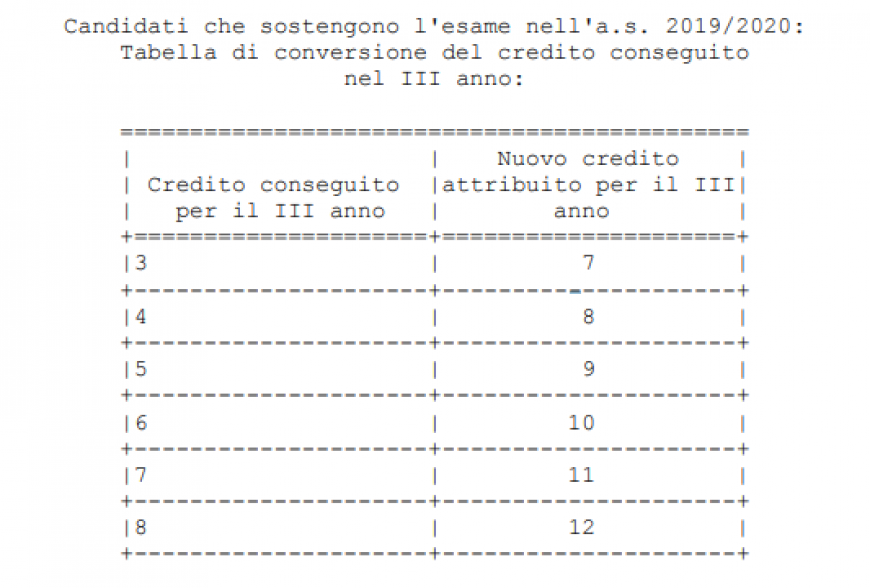 Candidati che sostengono l'esame nell'a.s. 2019/2020:
Tabella di conversione del credito conseguito
nel III anno:
=============================================
|                     |    Nuovo credito    |
| Credito conseguito  |attribuito per il III|
|   per il III anno   |        anno         |
+=====================+=====================+
|3                    |          7          |
+---------------------+---------------------+
|4                    |          8          |
+---------------------+---------------------+
|5                    |          9          |
+---------------------+---------------------+
|6                    |         10          |
+---------------------+---------------------+
|7                    |         11          |
+---------------------+---------------------+
|8                    |         12          |
+---------------------+---------------------+